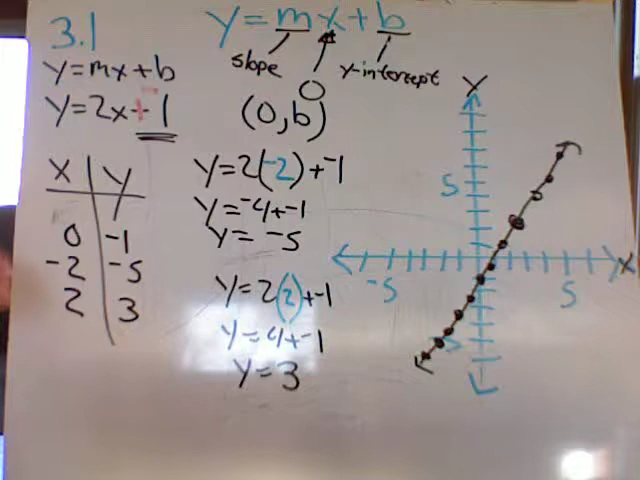 3.1
y=mx+b
slope
y-intercept
0
(0,b)
y=mx+b
y=2x+-1
x y
0 -1
-2 -5
2 3
y=2(-2)+-1
y=-4+-1
y=-5
y=2(2)+-1
y=4+-1
y=3
Y
5
X
-5
5